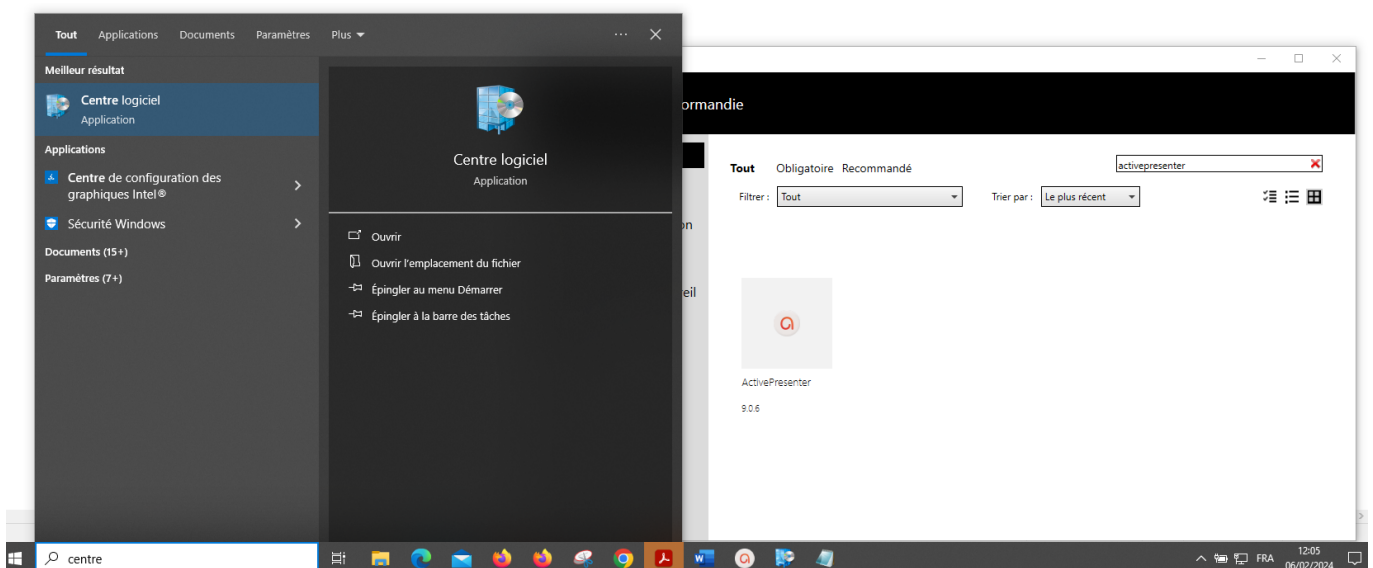 Tout Applications Documents Paramètres Plus
Meilleur résultat
Centre logiciel
Application
Applications
Centre de configuration des
graphiques Intel®
Sécurité Windows
Documents (15+)
Paramètres (7+)
Centre logiciel
Application
Ouvrir
Ouvrir l'emplacement du fichier
Épingler au menu Démarrer
Épingler à la barre des tâches
ormandie
on
eil
Tout Obligatoire Recommandé
activepresenter
Filtrer : Tout
Trier par : Le plus récent
ActivePresenter
9.0.6
centre
FRA
12:05
06/02/2024